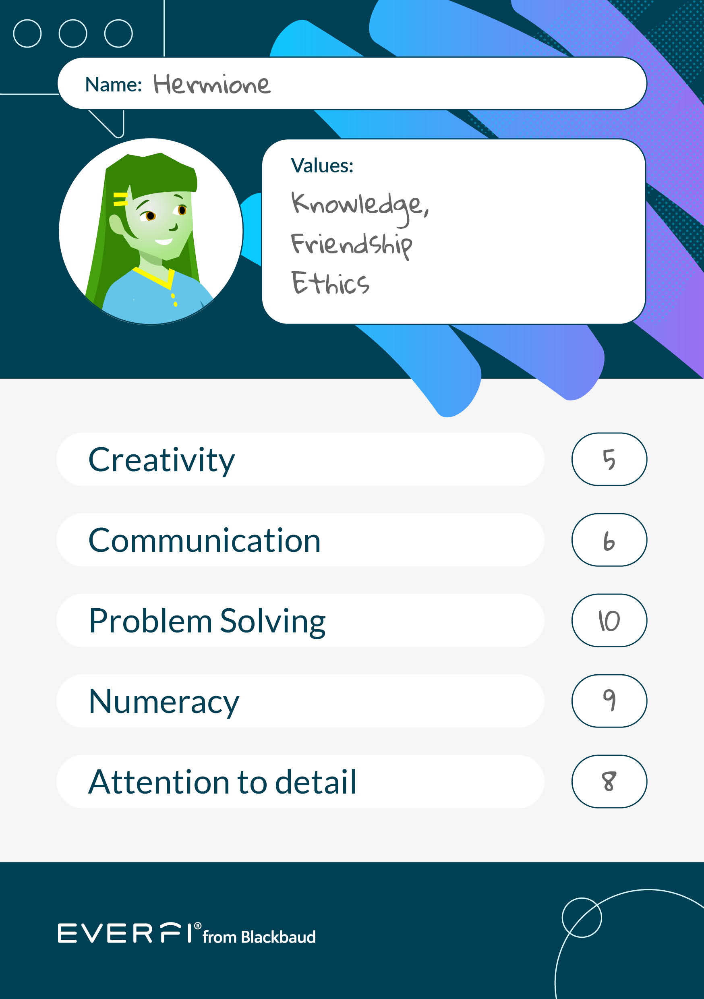 Name: Hermione
Values:
Knowledge,
Friendship
Ethics
Creativity 5
Communication 6
Problem Solving 10
Numeracy 9
Attention to detail 8
EVERFI® from Blackbaud